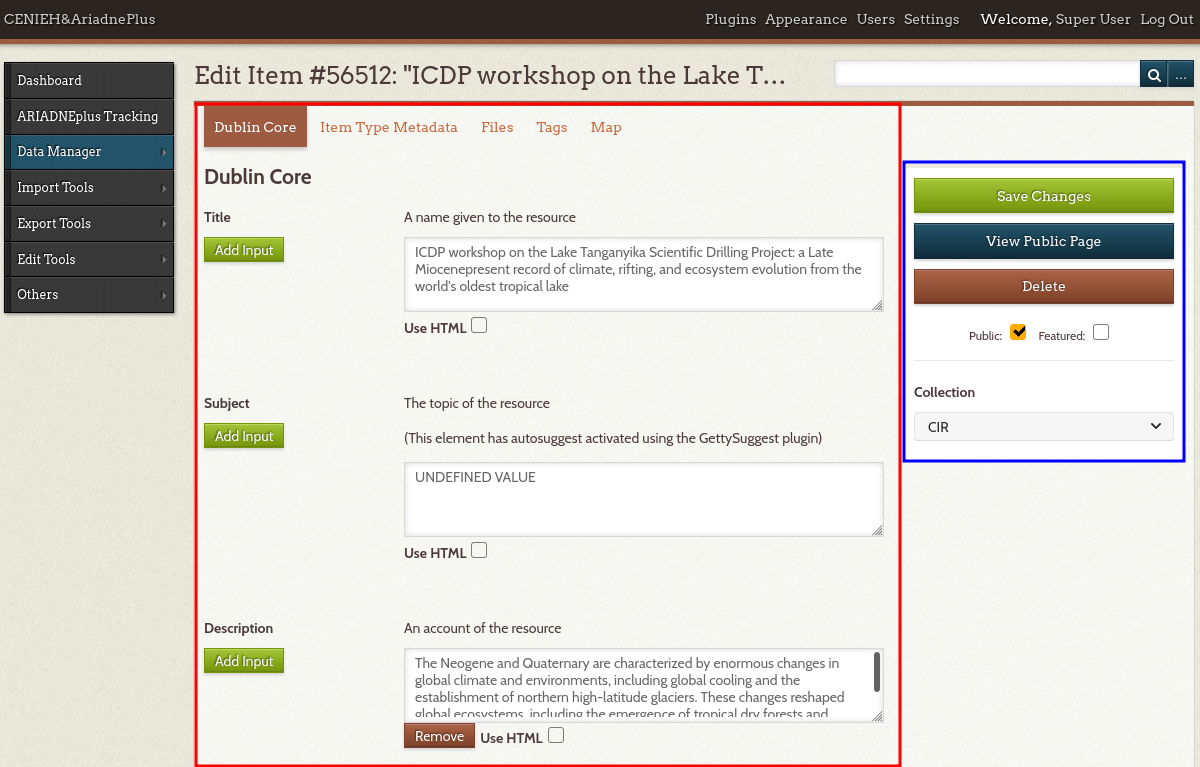 CENIEH&AriadnePlus
Plugins Appearance Users Settings Welcome, Super User Log Out
Dashboard
ARIADNEplus Tracking
Data Manager
Import Tools
Export Tools
Edit Tools
Others
Edit Item #56512: "ICDP workshop on the Lake T…
...
Dublin Core Item Type Metadata Files Tags Map
Dublin Core
Title
A name given to the resource
Add Input
ICDP workshop on the Lake Tanganyika Scientific Drilling Project: a Late
Miocenepresent record of climate, rifting, and ecosystem evolution from the
world's oldest tropical lake
Use HTML
Subject
The topic of the resource
Add Input
(This element has autosuggest activated using the GettySuggest plugin)
UNDEFINED VALUE
Use HTML
Description
An account of the resource
Add Input
The Neogene and Quaternary are characterized by enormous changes in
global climate and environments, including global cooling and the
establishment of northern high-latitude glaciers. These changes reshaped
global ecosystems, including the emergence of tropical dry forests and
Remove Use HTML
Save Changes
View Public Page
Delete
Public: Featured:
Collection
CIR